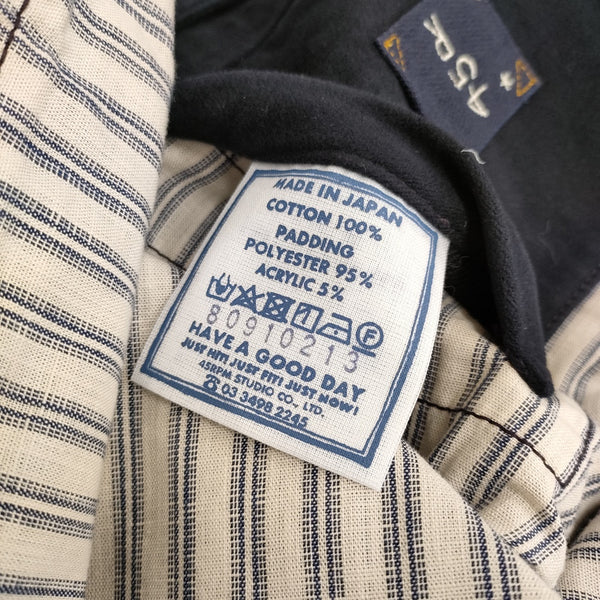 45R
MADE IN JAPAN
COTTON 100%
PADDING
POLYESTER 95%
ACRYLIC 5%
F
80910213
HAVE A GOOD DAY
JUST HIT! JUST FIT! JUST NOW!
45RPM STUDIO CO., LTD.
☎ 03 3498 2245